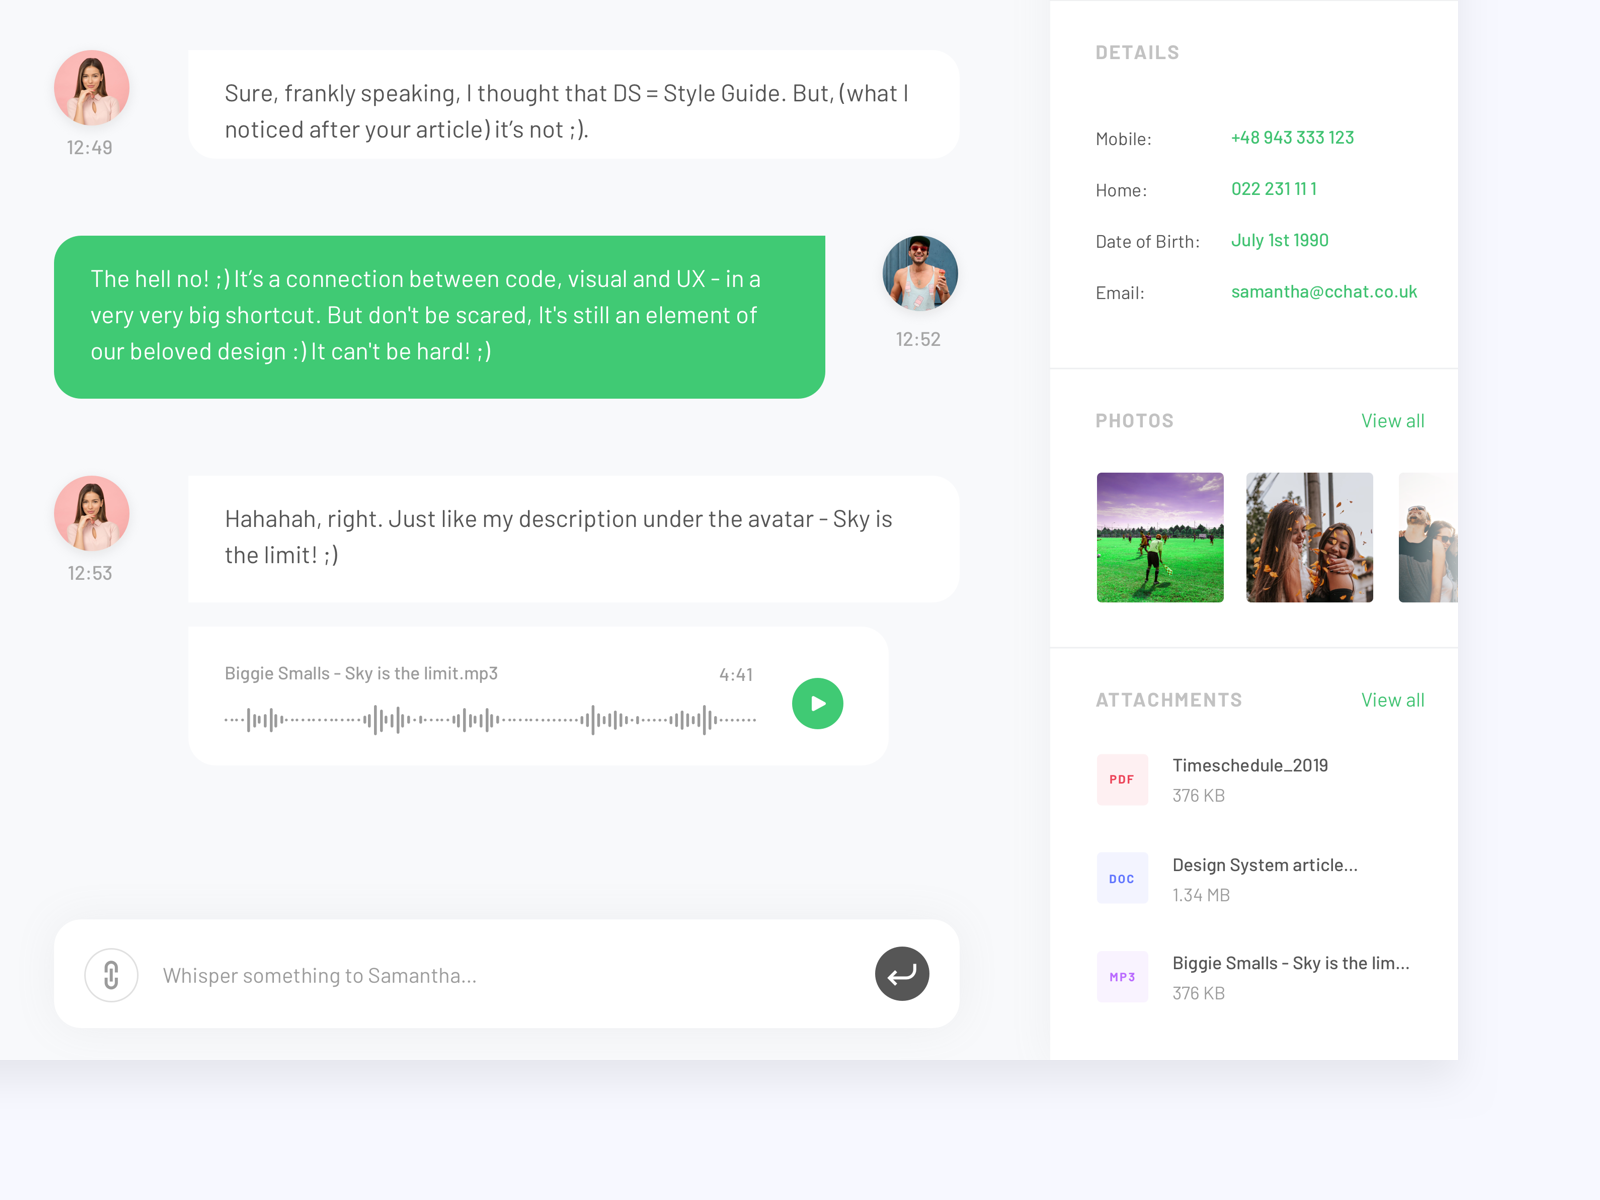 Sure, frankly speaking, I thought that DS = Style Guide. But, (what I
noticed after your article) it’s not ;).
12:49
The hell no! ;) It’s a connection between code, visual and UX - in a
very very big shortcut. But don't be scared, It's still an element of
our beloved design :) It can't be hard! ;)
12:52
Hahahah, right. Just like my description under the avatar - Sky is
the limit! ;)
12:53
Biggie Smalls - Sky is the limit.mp3
4:41
Whisper something to Samantha...
DETAILS
Mobile: +48 943 333 123
Home: 022 231 11 1
Date of Birth: July 1st 1990
Email: samantha@cchat.co.uk
PHOTOS View all
ATTACHMENTS View all
PDF
Timeschedule_2019
376 KB
DOC
Design System article...
1.34 MB
MP3
Biggie Smalls - Sky is the lim...
376 KB